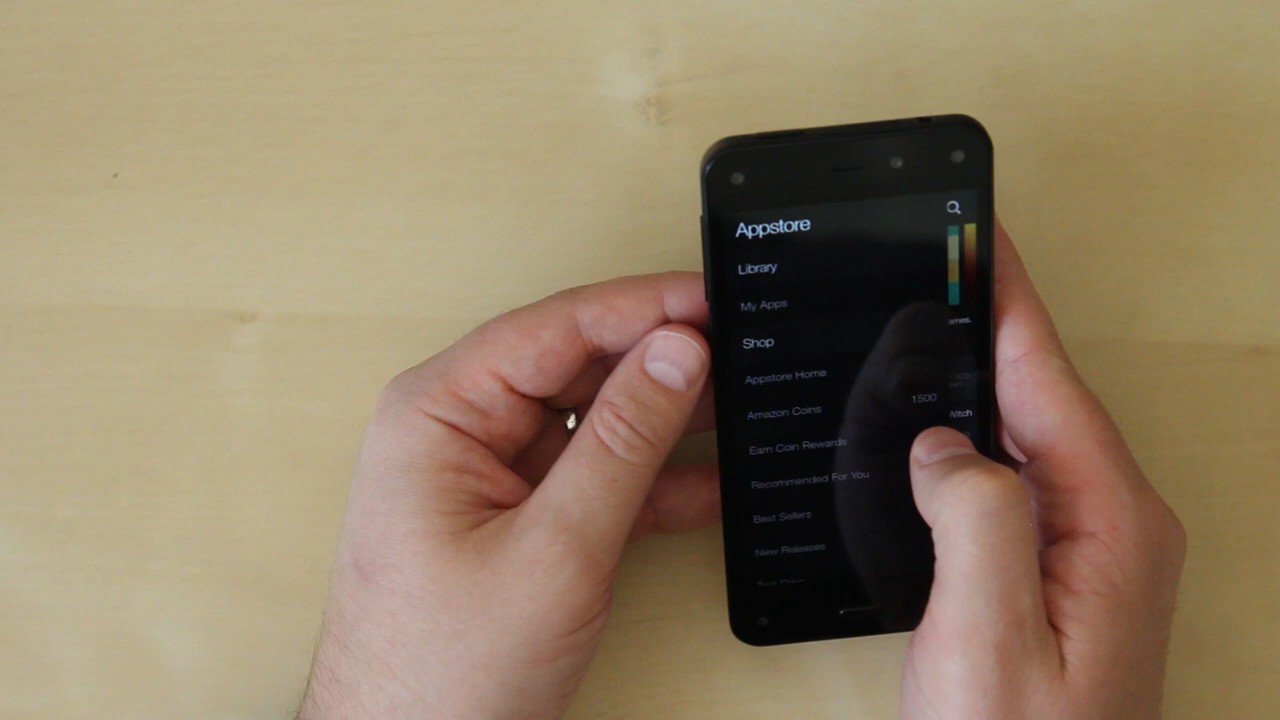 Appstore
Library
My Apps
Shop
Appstore Home
Amazon Coins 1500
Earn Coin Rewards
Recommended For You
Best Sellers
New Releases
Witch